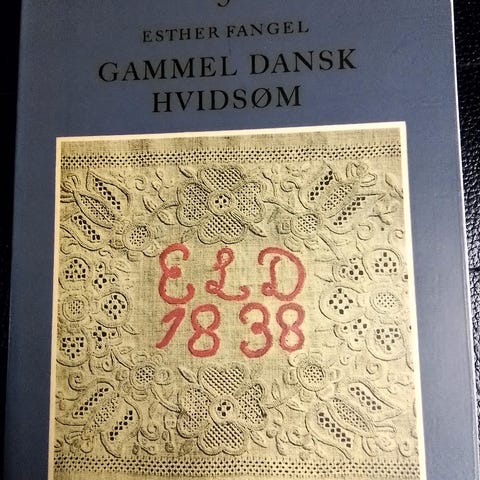 ESTHER FANGEL
GAMMEL DANSK
HVIDSØM
ELD
1838